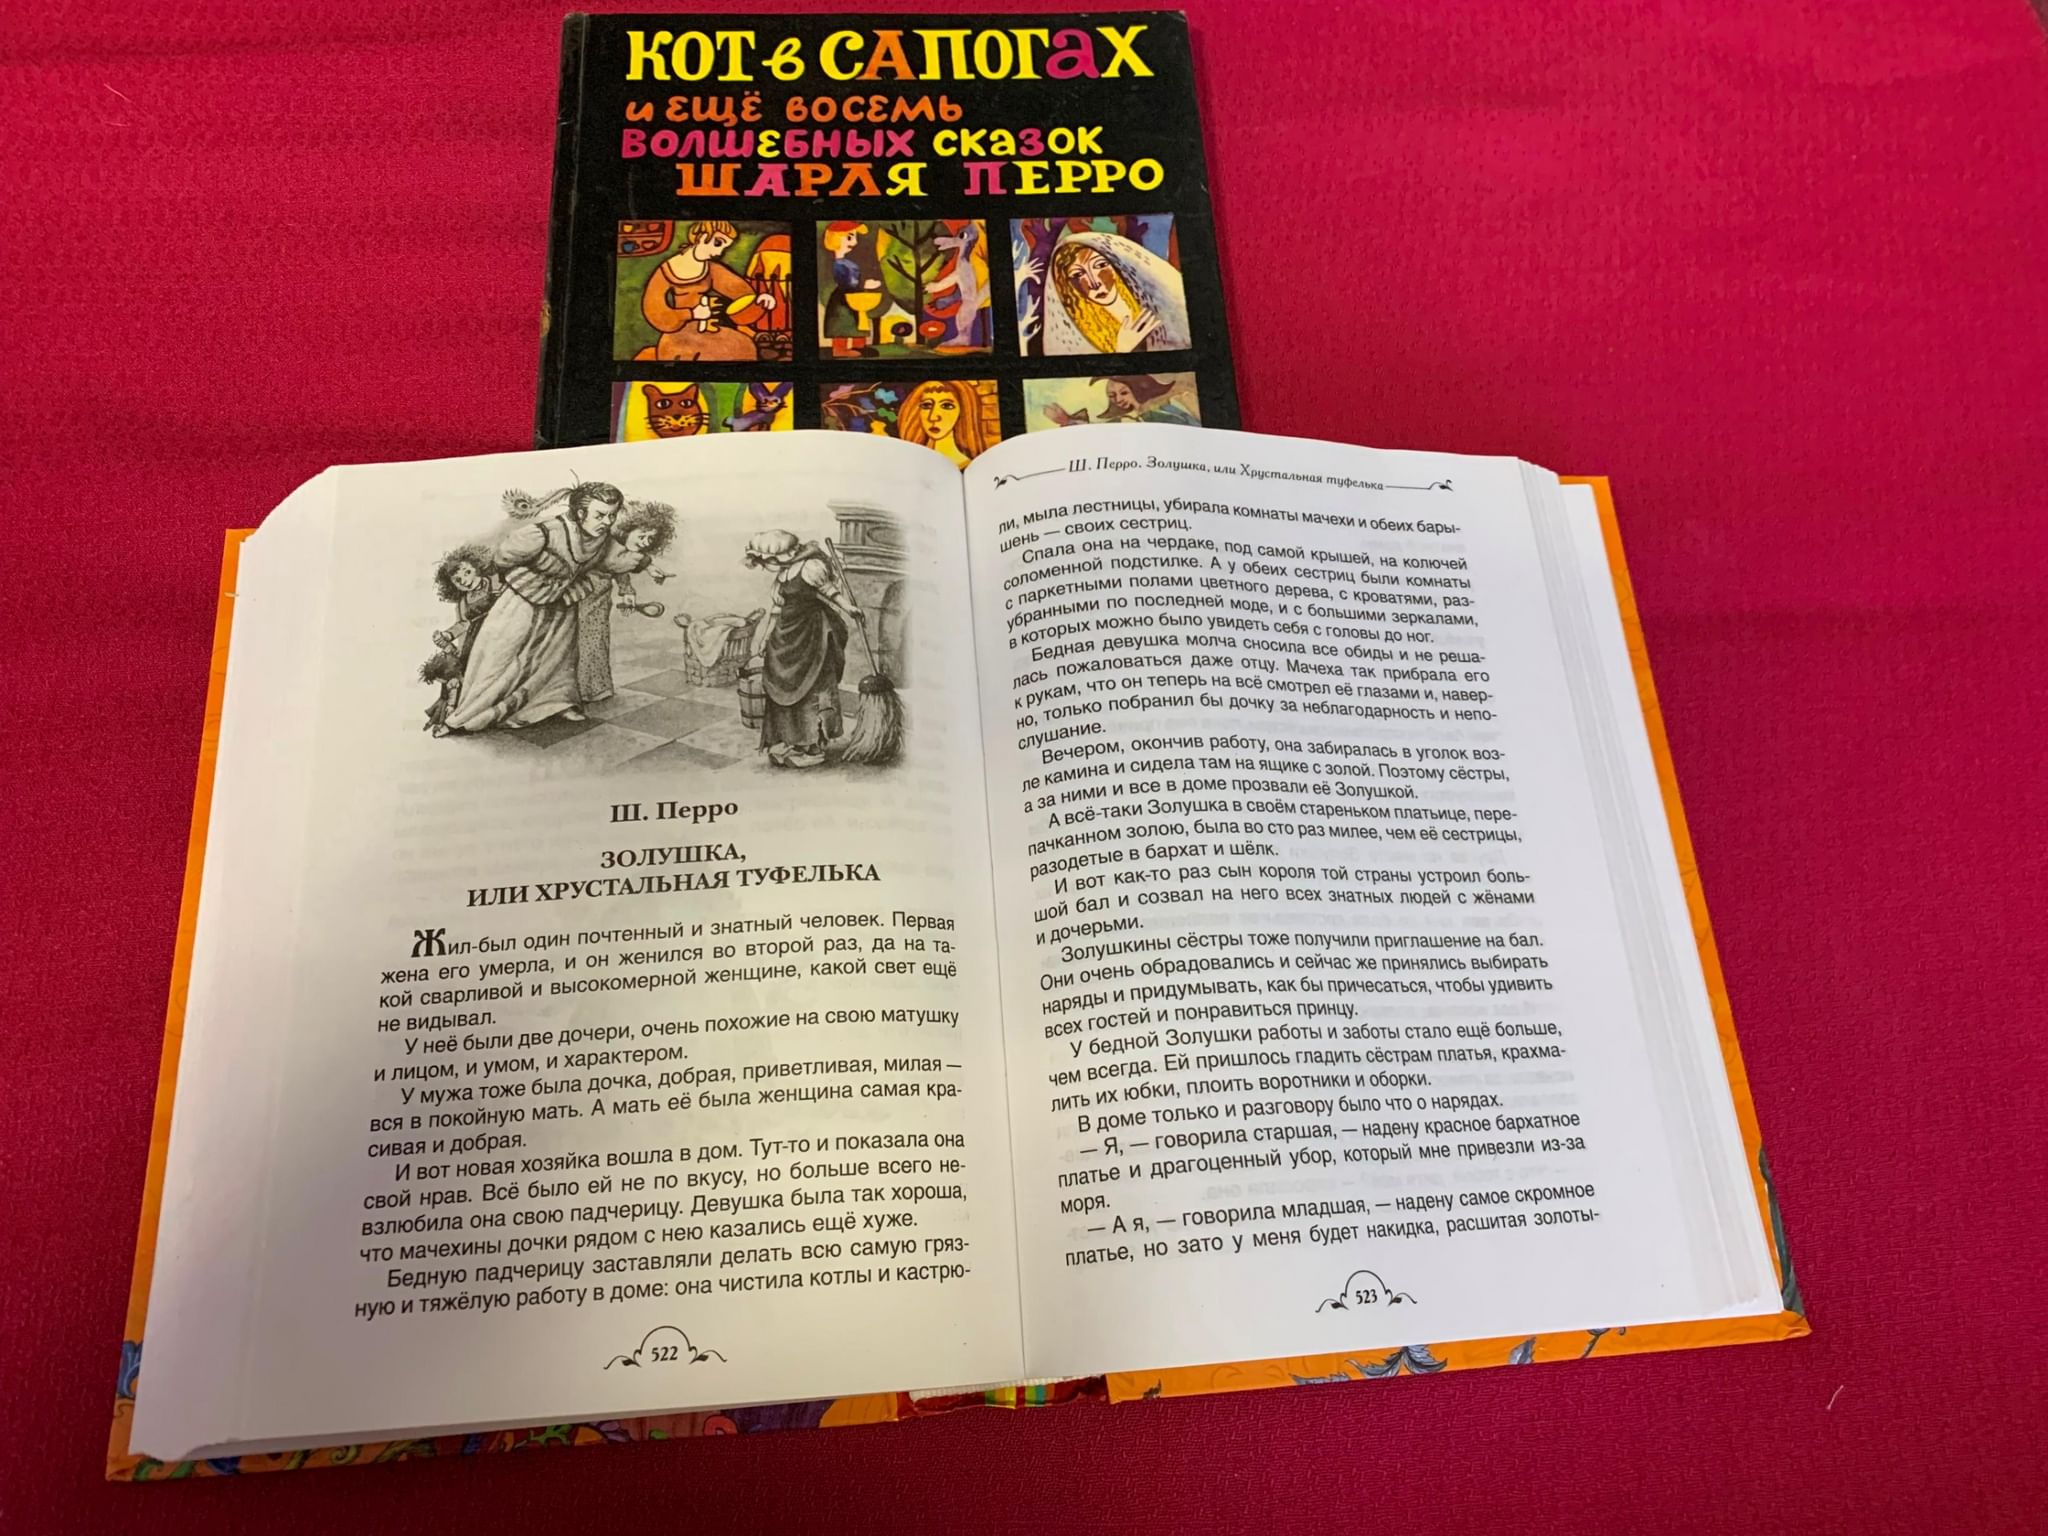 КОТ в САПОГАХ
и ЕЩЁ ВОСЕМЬ
ВОЛШЕБНЫХ СКАЗОК
ШАРЛЯ ПЕРРО
Ш. Перро
ЗОЛУШКА,
ИЛИ ХРУСТАЛЬНАЯ ТУФЕЛЬКА
Жил-был один почтенный и знатный человек. Первая
жена его умерла, и он женился во второй раз, да на та-
кой сварливой и высокомерной женщине, какой свет ещё
не видывал.
У неё были две дочери, очень похожие на свою матушку
и лицом, и умом, и характером.
У мужа тоже была дочка, добрая, приветливая, милая —
вся в покойную мать. А мать её была женщина самая кра-
сивая и добрая.
И вот новая хозяйка вошла в дом. Тут-то и показала она
свой нрав. Всё было ей не по вкусу, но больше всего не-
взлюбила она свою падчерицу. Девушка была так хороша,
что мачехины дочки рядом с нею казались ещё хуже.
Бедную падчерицу заставляли делать всю самую гряз-
ную и тяжёлую работу в доме: она чистила котлы и кастрю-
522
Ш. Перро. Золушка, или Хрустальная туфелька
ли, мыла лестницы, убирала комнаты мачехи и обеих бары-
шень — своих сестриц.
Спала она на чердаке, под самой крышей, на колючей
соломенной подстилке. А у обеих сестриц были комнаты
с паркетными полами цветного дерева, с кроватями, раз-
убранными по последней моде, и с большими зеркалами,
в которых можно было увидеть себя с головы до ног.
Бедная девушка молча сносила все обиды и не реша-
лась пожаловаться даже отцу. Мачеха так прибрала его
к рукам, что он теперь на всё смотрел её глазами и, навер-
но, только побранил бы дочку за неблагодарность и непо-
слушание.
Вечером, окончив работу, она забиралась в уголок воз-
ле камина и сидела там на ящике с золой. Поэтому сёстры,
а за ними и все в доме прозвали её Золушкой.
А всё-таки Золушка в своём стареньком платьице, пере-
пачканном золою, была во сто раз милее, чем её сестрицы,
разодетые в бархат и шёлк.
И вот как-то раз сын короля той страны устроил боль-
шой бал и созвал на него всех знатных людей с жёнами
и дочерьми.
Золушкины сёстры тоже получили приглашение на бал.
Они очень обрадовались и сейчас же принялись выбирать
наряды и придумывать, как бы причесаться, чтобы удивить
всех гостей и понравиться принцу.
У бедной Золушки работы и заботы стало ещё больше,
чем всегда. Ей пришлось гладить сёстрам платья, крахма-
лить их юбки, плоить воротники и оборки.
В доме только и разговору было что о нарядах.
— Я, — говорила старшая, — надену красное бархатное
платье и драгоценный убор, который мне привезли из-за
моря.
— А я, — говорила младшая, — надену самое скромное
платье, но зато у меня будет накидка, расшитая золоты-
523